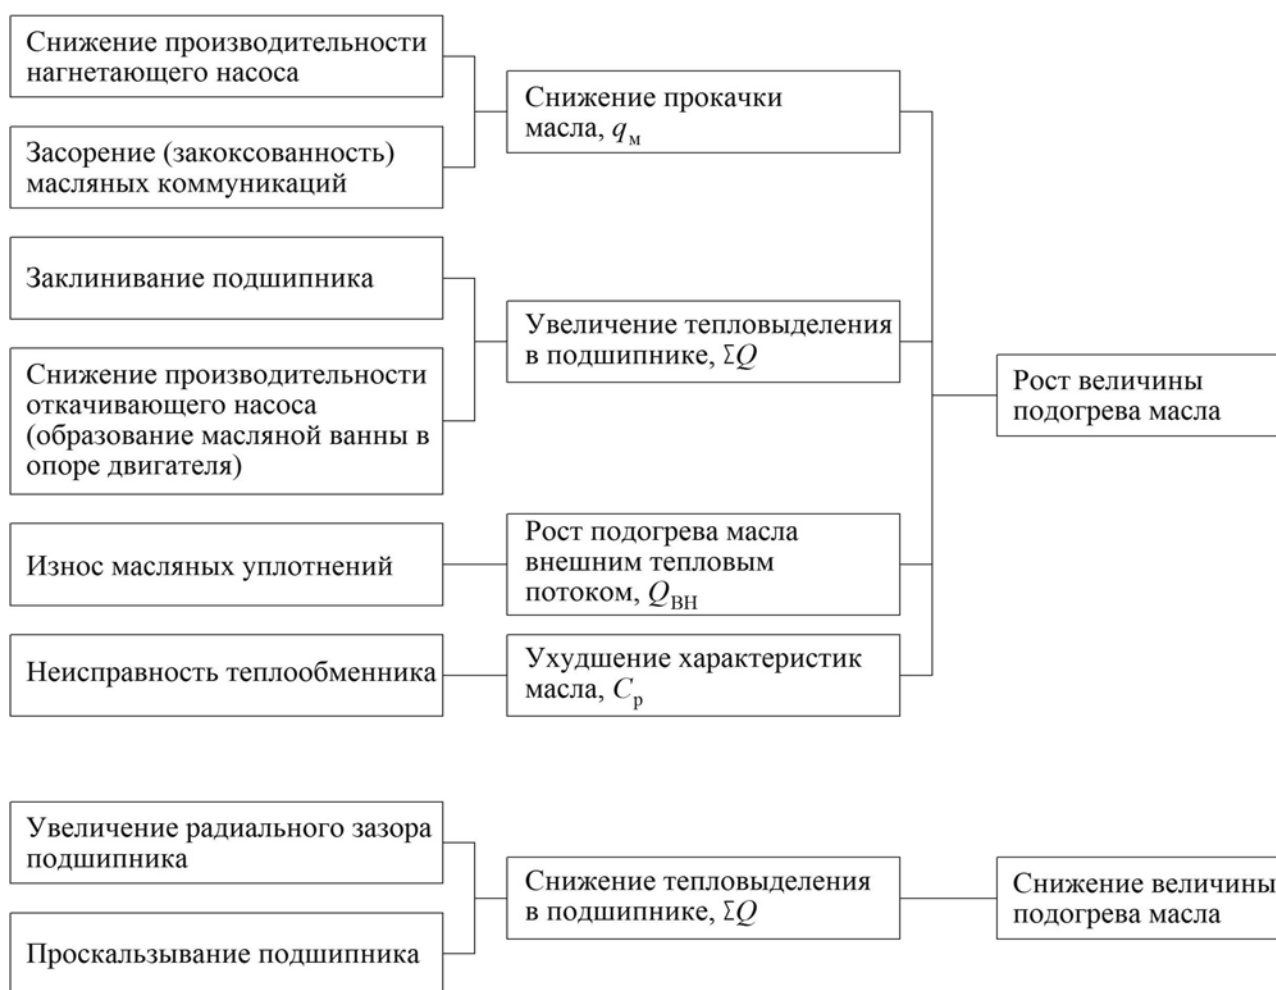 Снижение производительности
нагнетающего насоса
Засорение (закоксованность)
масляных коммуникаций
Снижение прокачки
масла, qм
Заклинивание подшипника
Снижение производительности
откачивающего насоса
(образование масляной ванны в
опоре двигателя)
Увеличение тепловыделения
в подшипнике, ΣQ
Износ масляных уплотнений
Рост подогрева масла
внешним тепловым
потоком, QВН
Неисправность теплообменника
Ухудшение характеристик
масла, Cр
Рост величины
подогрева масла
Увеличение радиального зазора
подшипника
Проскальзывание подшипника
Снижение тепловыделения
в подшипнике, ΣQ
Снижение величины
подогрева масла